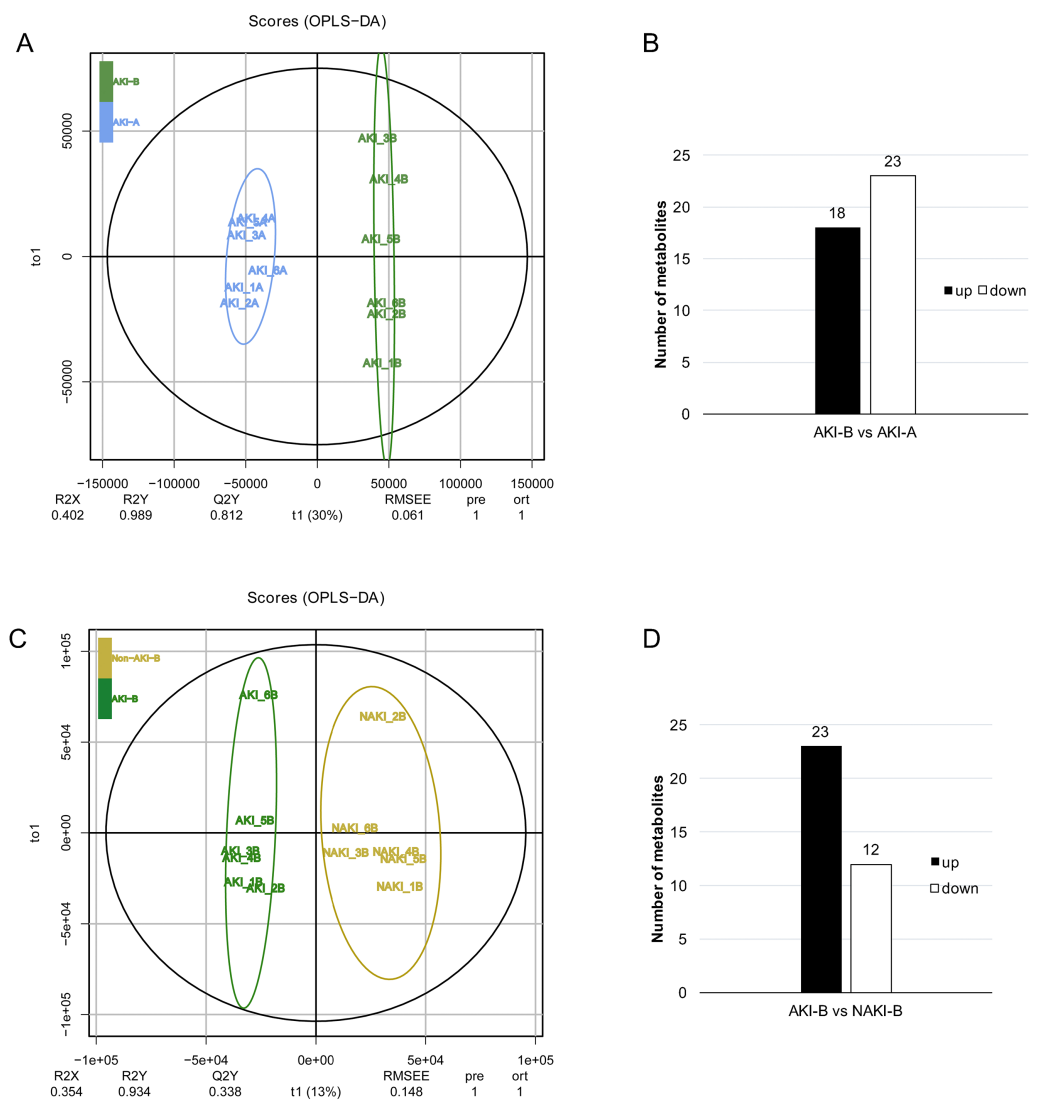 Scores (OPLS−DA)
A
AKI-B
AKI-A
to1
50000
0
−50000
AKI_3B
AKI_4B
AKI_5B
AKI_6B
AKI_2B
AKI_1B
AKI_4A
AKI_5A
AKI_3A
AKI_6A
AKI_1A
AKI_2A
−150000 −100000 −50000 0 50000 100000 150000
R2X R2Y Q2Y RMSEE pre ort
0.402 0.989 0.812 t1 (30%) 0.061 1 1
B
Number of metabolites
25
20
15
10
5
0
18
23
up down
AKI-B vs AKI-A
Scores (OPLS−DA)
C
Non-AKI-B
AKI-B
to1
1e+05
5e+04
0e+00
−5e+04
−1e+05
AKI_6B
AKI_5B
AKI_3B
AKI_4B
AKI_1B
AKI_2B
NAKI_2B
NAKI_6B
NAKI_3B
NAKI_4B
NAKI_5B
NAKI_1B
−1e+05 −5e+04 0e+00 5e+04 1e+05
R2X R2Y Q2Y RMSEE pre ort
0.354 0.934 0.338 t1 (13%) 0.148 1 1
D
Number of metabolites
25
20
15
10
5
0
23
12
up
down
AKI-B vs NAKI-B